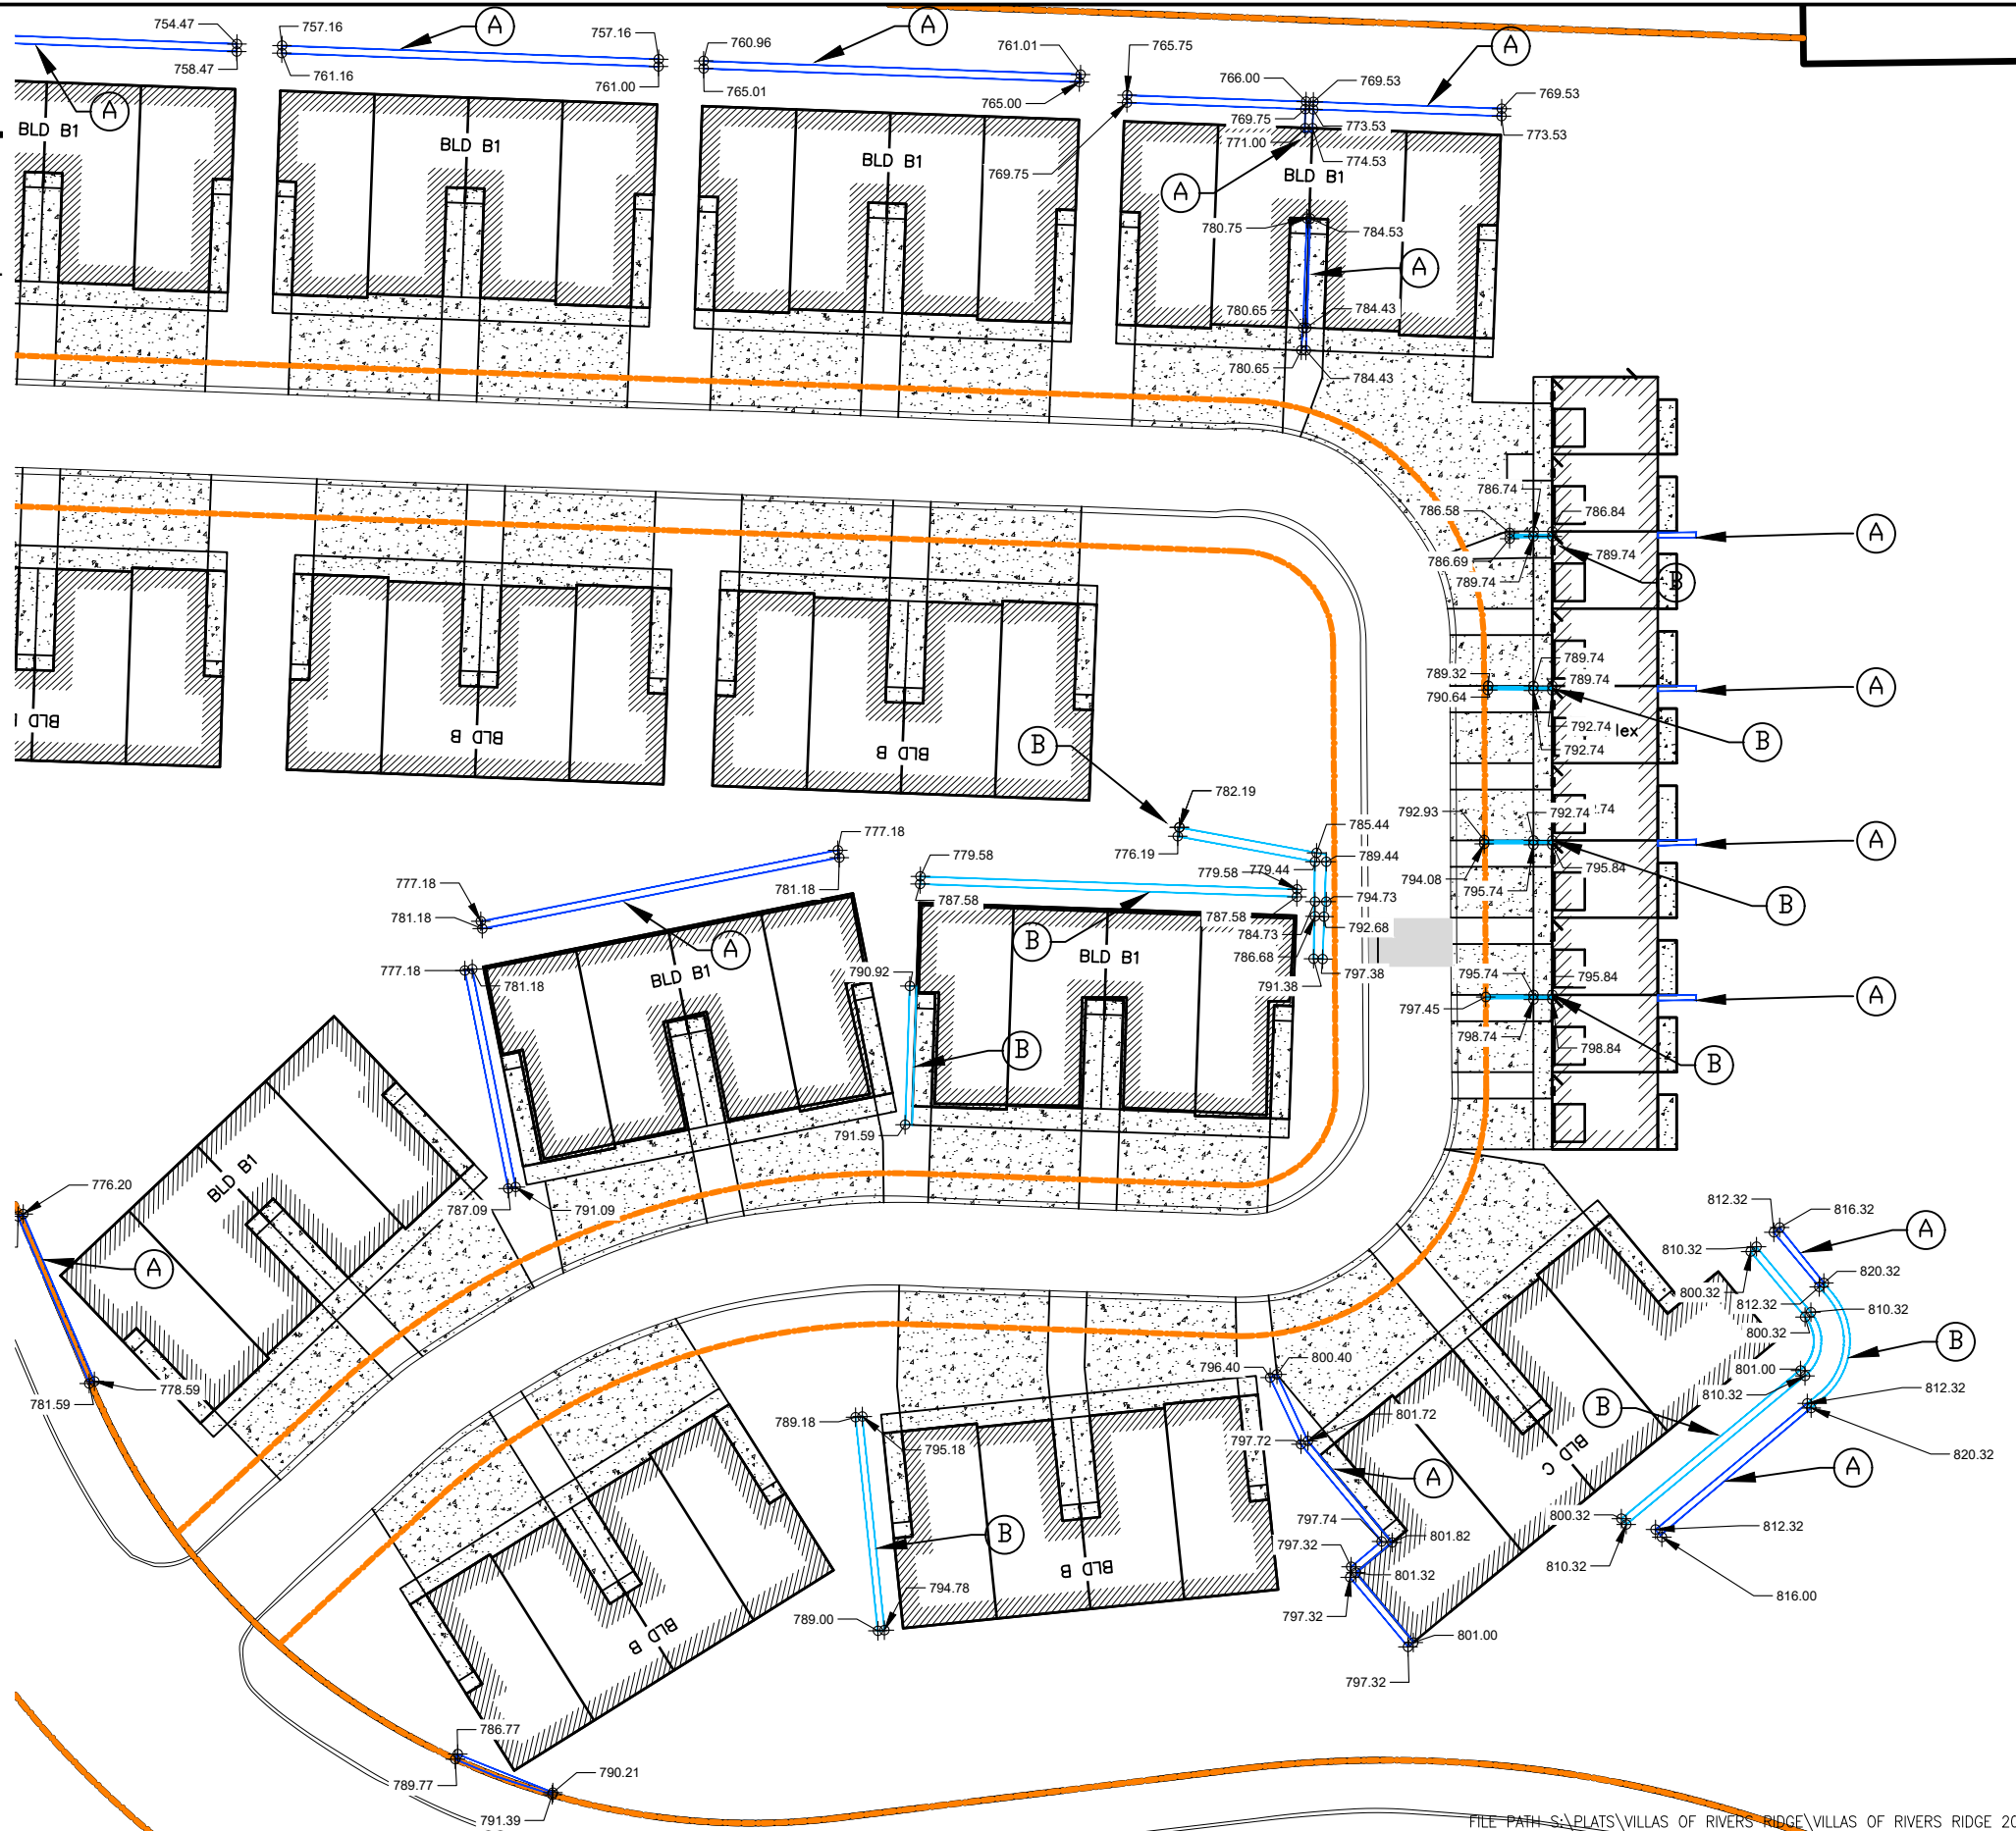 754.47
757.16
A
757.16
760.96
A
761.01
765.75
766.00
769.53
A
769.53
758.47
A
761.16
761.00
765.01
765.00
769.75
773.53
773.53
771.00
774.53
769.75
A
BLD B1
BLD B1
BLD B1
BLD B1
780.75
784.53
A
780.65
784.43
780.65
784.43
786.74
786.58
786.84
A
789.74
786.69
789.74
B
789.74
789.32
789.74
A
790.64
792.74
lex
792.74
B
BLD B
BLD B
B
782.19
792.93
792.74
.74
785.44
777.18
776.19
A
779.58
779.58
779.44
789.44
794.08
795.84
795.74
777.18
781.18
781.18
787.58
787.58
794.73
B
784.73
792.68
A
B
BLD B1
BLD B1
786.68
777.18
781.18
790.92
791.38
797.38
795.74
795.84
797.45
A
798.74
798.84
B
B
791.59
BLD B1
776.20
787.09
791.09
812.32
816.32
A
810.32
A
800.32
820.32
812.32
810.32
800.32
B
796.40
800.40
801.00
810.32
812.32
781.59
778.59
789.18
795.18
797.72
801.72
B
820.32
BLD C
A
A
797.74
800.32
812.32
B
797.32
801.82
810.32
801.32
816.00
BLD B
794.78
789.00
797.32
801.00
BLD B
797.32
786.77
790.21
789.77
791.39
FILE PATH S:\PLATS\VILLAS OF RIVERS RIDGE\VILLAS OF RIVERS RIDGE 20